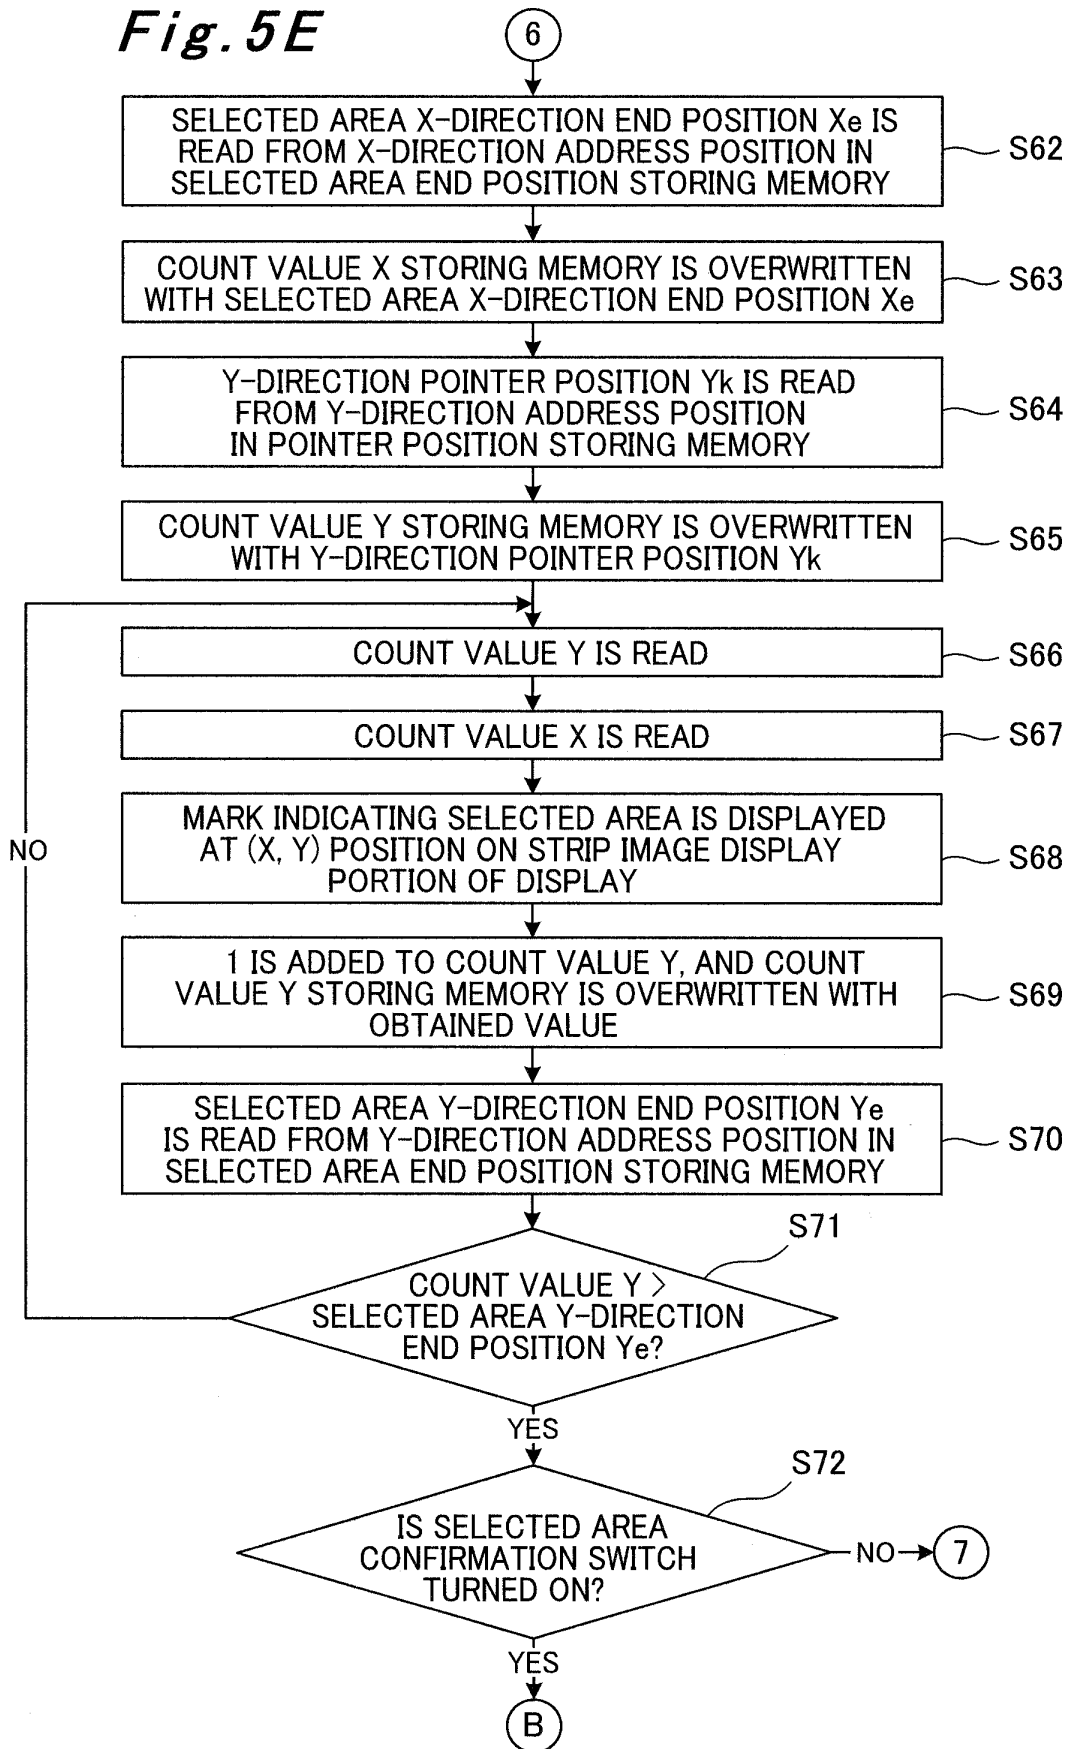 Fig.5E
6
SELECTED AREA X-DIRECTION END POSITION Xe IS
READ FROM X-DIRECTION ADDRESS POSITION IN
SELECTED AREA END POSITION STORING MEMORY
S62
COUNT VALUE X STORING MEMORY IS OVERWRITTEN
WITH SELECTED AREA X-DIRECTION END POSITION Xe
S63
Y-DIRECTION POINTER POSITION Yk IS READ
FROM Y-DIRECTION ADDRESS POSITION
IN POINTER POSITION STORING MEMORY
S64
COUNT VALUE Y STORING MEMORY IS OVERWRITTEN
WITH Y-DIRECTION POINTER POSITION Yk
S65
COUNT VALUE Y IS READ
S66
COUNT VALUE X IS READ
S67
MARK INDICATING SELECTED AREA IS DISPLAYED
AT (X, Y) POSITION ON STRIP IMAGE DISPLAY
PORTION OF DISPLAY
S68
NO
1 IS ADDED TO COUNT VALUE Y, AND COUNT
VALUE Y STORING MEMORY IS OVERWRITTEN WITH
OBTAINED VALUE
S69
SELECTED AREA Y-DIRECTION END POSITION Ye
IS READ FROM Y-DIRECTION ADDRESS POSITION IN
SELECTED AREA END POSITION STORING MEMORY
S70
S71
COUNT VALUE Y >
SELECTED AREA Y-DIRECTION
END POSITION Ye?
YES
S72
IS SELECTED AREA
CONFIRMATION SWITCH
TURNED ON?
NO
7
YES
B